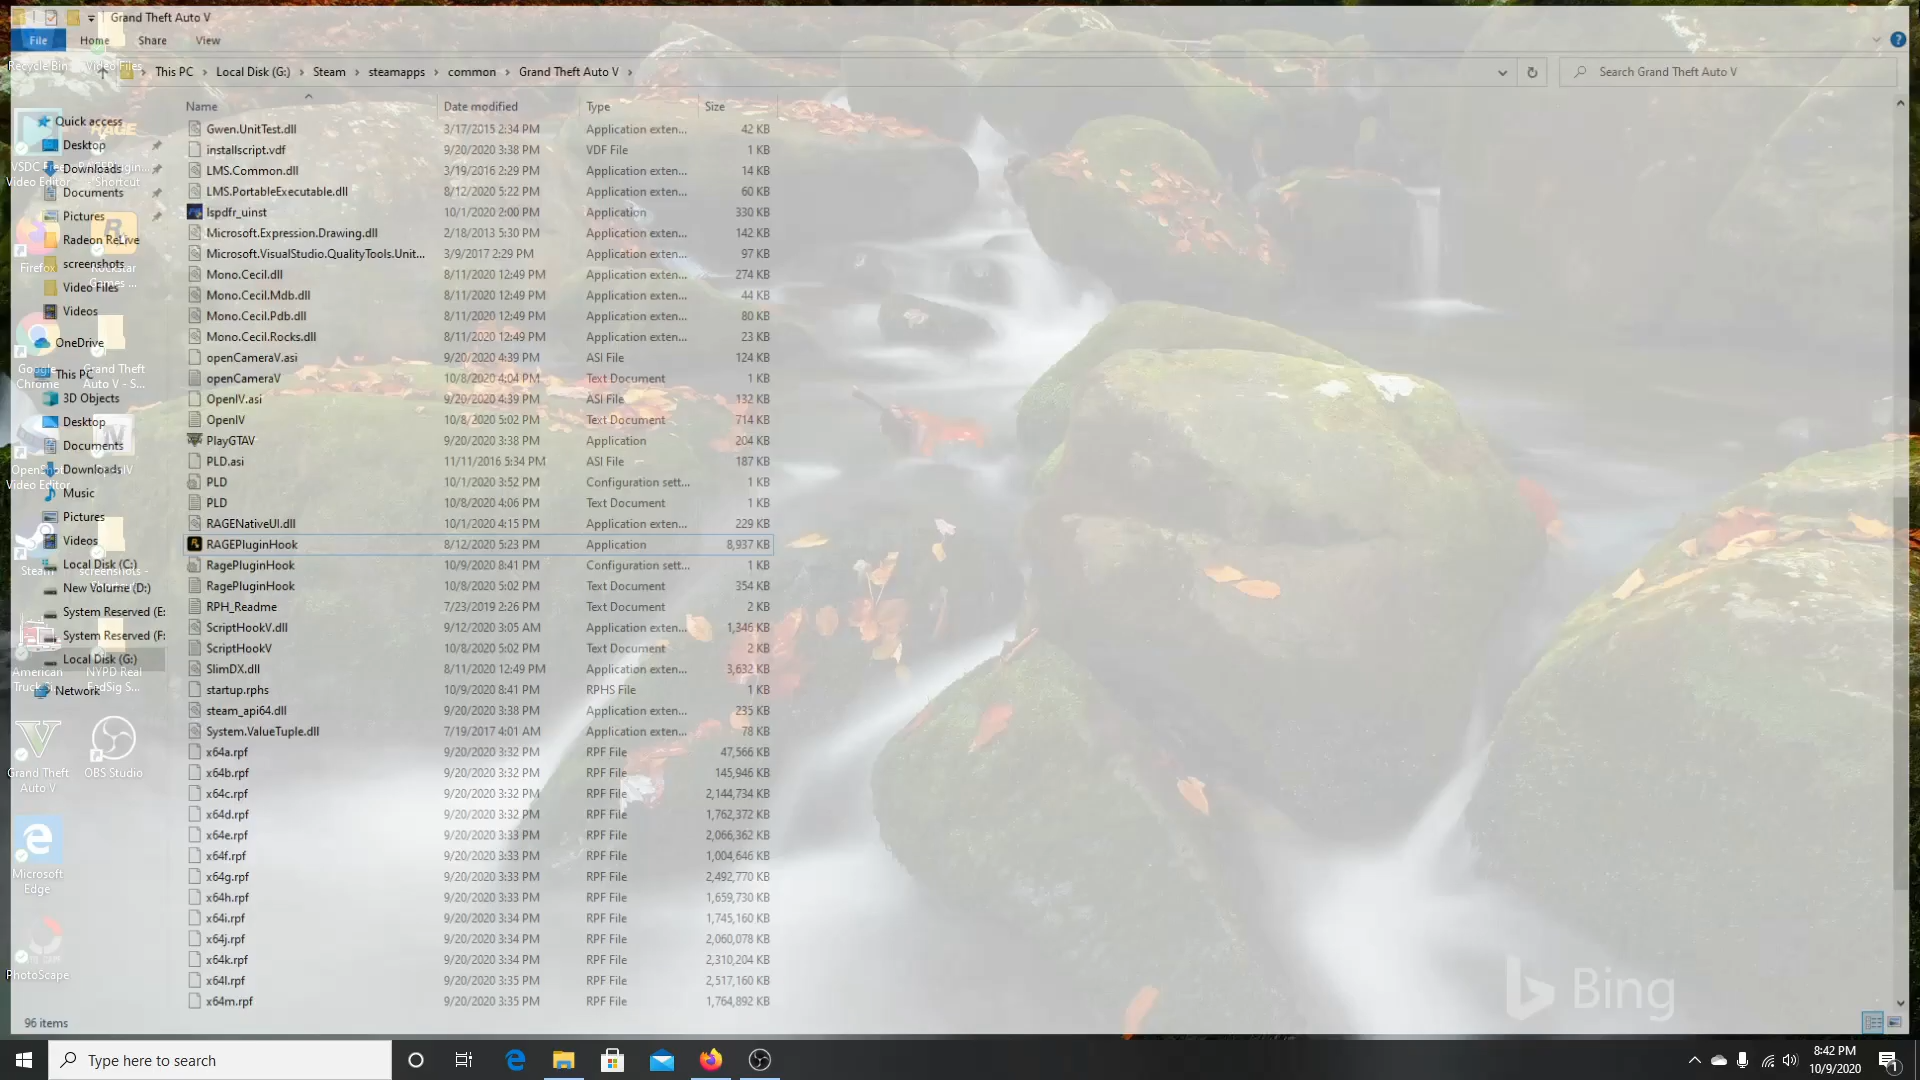 Grand Theft Auto V
File Home Share View
This PC Local Disk (G:) Steam steamapps common Grand Theft Auto V
Search Grand Theft Auto V
Name Date modified Type Size
Gwen.UnitTest.dll 3/17/2015 2:34 PM Application exten... 42 KB
installscript.vdf 9/20/2020 3:38 PM VDF File 1 KB
LMS.Common.dll 3/19/2016 2:29 PM Application exten... 14 KB
LMS.PortableExecutable.dll 8/12/2020 5:22 PM Application exten... 60 KB
lspdfr_uinst 10/1/2020 2:00 PM Application 330 KB
Microsoft.Expression.Drawing.dll 2/18/2013 5:30 PM Application exten... 142 KB
Microsoft.VisualStudio.QualityTools.Unit... 3/9/2017 2:29 PM Application exten... 97 KB
Mono.Cecil.dll 8/11/2020 12:49 PM Application exten... 274 KB
Mono.Cecil.Mdb.dll 8/11/2020 12:49 PM Application exten... 44 KB
Mono.Cecil.Pdb.dll 8/11/2020 12:49 PM Application exten... 80 KB
Mono.Cecil.Rocks.dll 8/11/2020 12:49 PM Application exten... 23 KB
openCameraV.asi 9/20/2020 4:39 PM ASI File 124 KB
openCameraV 10/8/2020 4:04 PM Text Document 1 KB
OpenIV.asi 9/20/2020 4:39 PM ASI File 132 KB
OpenIV 10/8/2020 5:02 PM Text Document 714 KB
PlayGTAV 9/20/2020 3:38 PM Application 204 KB
PLD.asi 11/11/2016 5:34 PM ASI File 187 KB
PLD 10/1/2020 3:52 PM Configuration sett... 1 KB
PLD 10/8/2020 4:06 PM Text Document 1 KB
RAGENativeUI.dll 10/1/2020 4:15 PM Application exten... 229 KB
RAGEPluginHook 8/12/2020 5:23 PM Application 8,937 KB
RagePluginHook 10/9/2020 8:41 PM Configuration sett... 1 KB
RagePluginHook 10/8/2020 5:02 PM Text Document 354 KB
RPH_Readme 7/23/2019 2:26 PM Text Document 2 KB
ScriptHookV.dll 9/12/2020 3:05 AM Application exten... 1,346 KB
ScriptHookV 10/8/2020 5:02 PM Text Document 2 KB
SlimDX.dll 8/11/2020 12:49 PM Application exten... 3,632 KB
startup.rphs 10/9/2020 8:41 PM RPHS File 1 KB
steam_api64.dll 9/20/2020 3:38 PM Application exten... 235 KB
System.ValueTuple.dll 7/19/2017 4:01 AM Application exten... 78 KB
x64a.rpf 9/20/2020 3:32 PM RPF File 47,566 KB
x64b.rpf 9/20/2020 3:32 PM RPF File 145,946 KB
x64c.rpf 9/20/2020 3:32 PM RPF File 2,144,734 KB
x64d.rpf 9/20/2020 3:32 PM RPF File 1,762,372 KB
x64e.rpf 9/20/2020 3:33 PM RPF File 2,066,362 KB
x64f.rpf 9/20/2020 3:33 PM RPF File 1,004,646 KB
x64g.rpf 9/20/2020 3:33 PM RPF File 2,492,770 KB
x64h.rpf 9/20/2020 3:33 PM RPF File 1,659,730 KB
x64i.rpf 9/20/2020 3:34 PM RPF File 1,745,160 KB
x64j.rpf 9/20/2020 3:34 PM RPF File 2,060,078 KB
x64k.rpf 9/20/2020 3:34 PM RPF File 2,310,204 KB
x64l.rpf 9/20/2020 3:35 PM RPF File 2,517,160 KB
x64m.rpf 9/20/2020 3:35 PM RPF File 1,764,892 KB
Quick access
Desktop
Downloads
Documents
Pictures
Radeon ReLive
screenshots
Video Files
Videos
OneDrive
This PC
3D Objects
Desktop
Documents
Downloads
Music
Pictures
Videos
Local Disk (C:)
New Volume (D:)
System Reserved (E:
System Reserved (F:
Local Disk (G:)
Network
96 items
Recycle Bin
Video Files
VSDC Free
Video Editor
Shortcut
Firefox
Rockstar
Games ...
Google
Chrome
Grand Theft
Auto V - S...
Video Editor
Steam
American
Truck Si...
NYPD Real
Grand Theft
Auto V
OBS Studio
Microsoft
Edge
PhotoScape
Bing
Type here to search
8:42 PM
10/9/2020
1